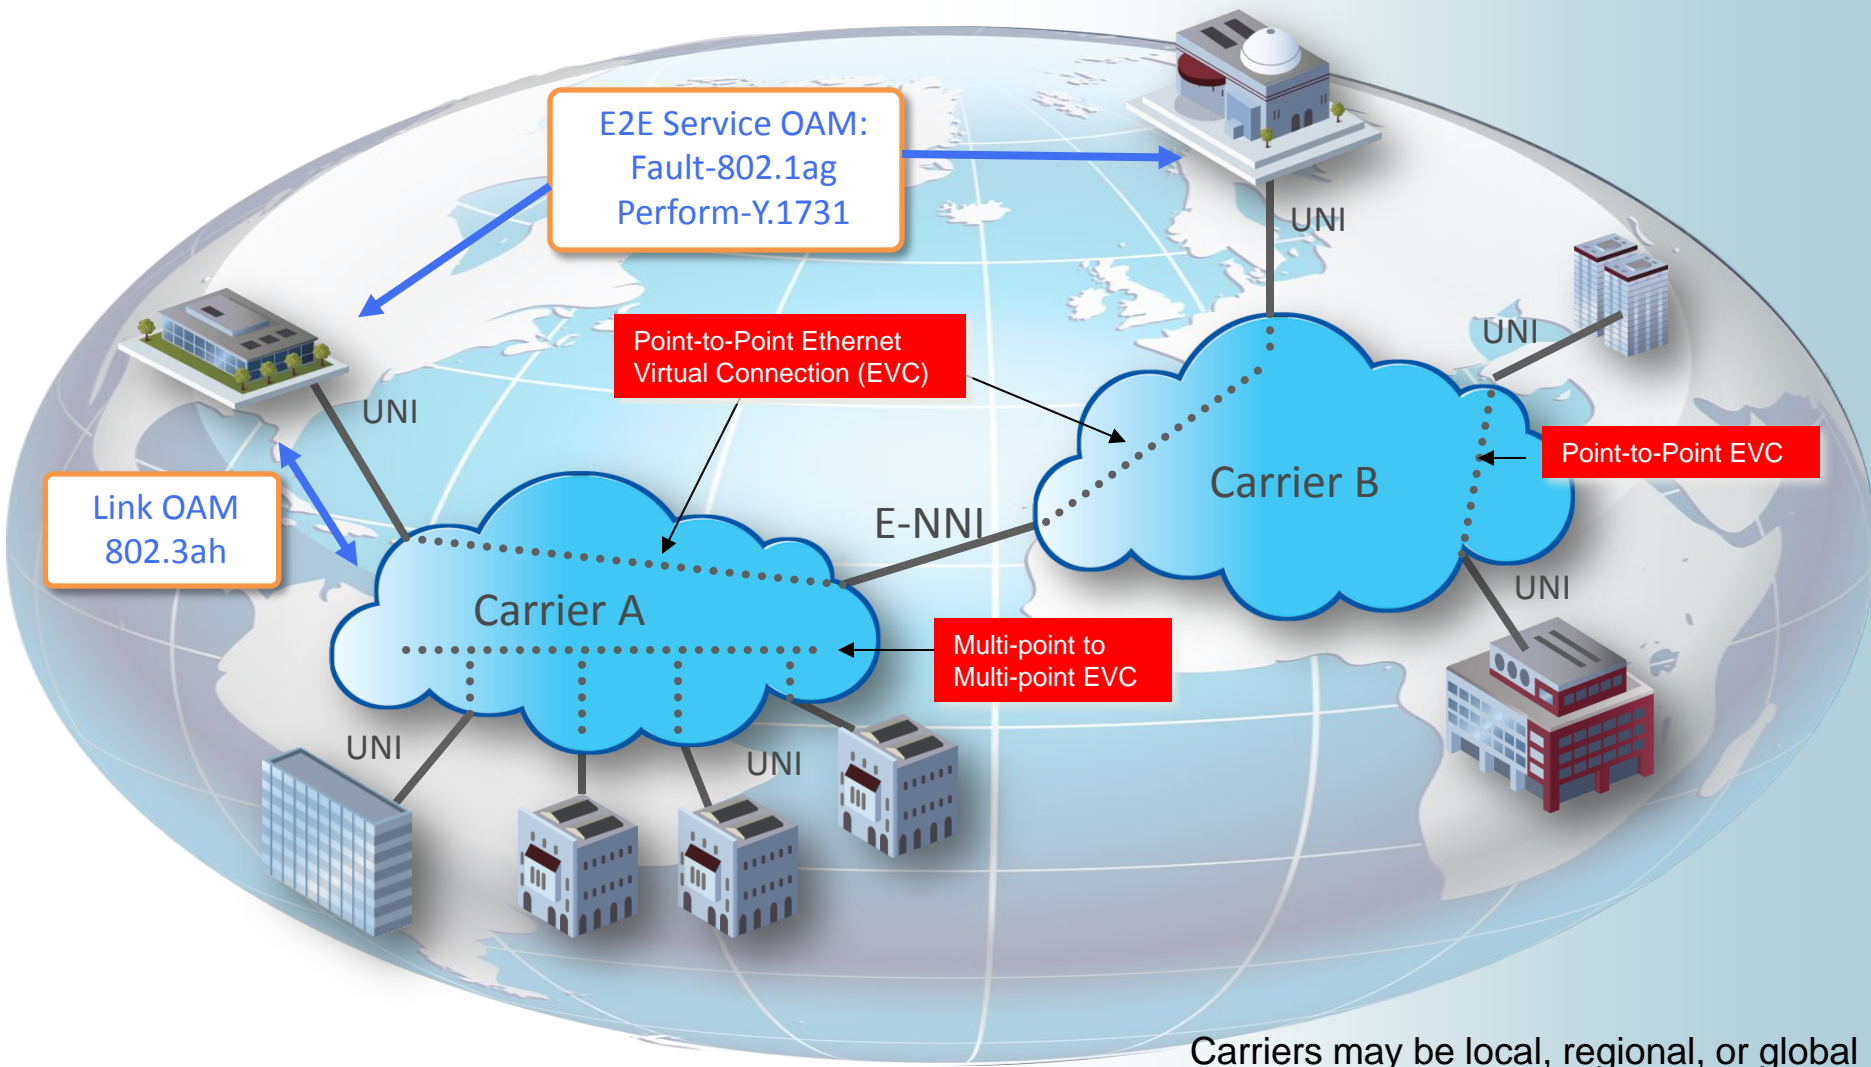 E2E Service OAM:
Fault-802.1ag
Perform-Y.1731
UNI
UNI
Point-to-Point Ethernet
Virtual Connection (EVC)
UNI
Point-to-Point EVC
Carrier B
Link OAM
802.3ah
E-NNI
UNI
Carrier A
Multi-point to
Multi-point EVC
UNI
UNI
Carriers may be local, regional, or global